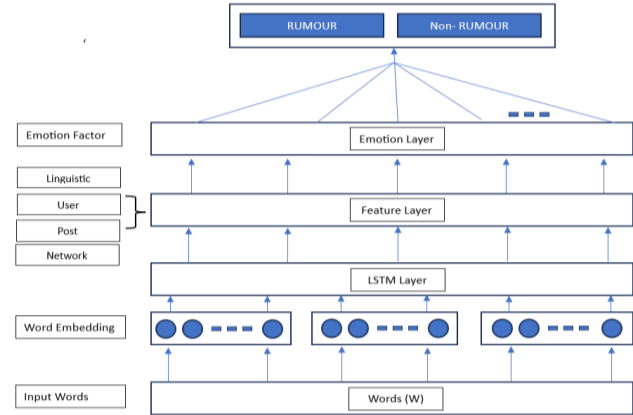 RUMOUR
Non- RUMOUR
Emotion Factor
Emotion Layer
Linguistic
User
Feature Layer
Post
Network
LSTM Layer
Word Embedding
Input Words
Words (W)